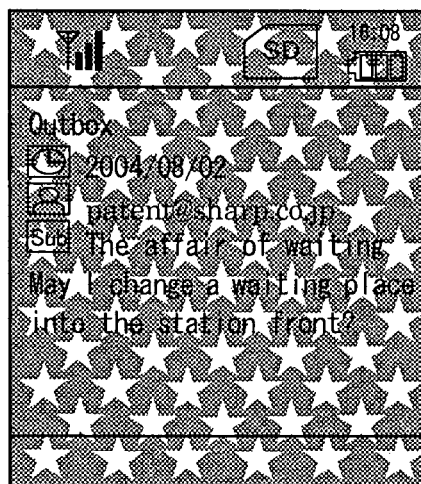 SD 16:08
Outbox
2004/08/02
patent@sharp.co.jp
Sub The affair of waiting
May I change a waiting place
into the station front?